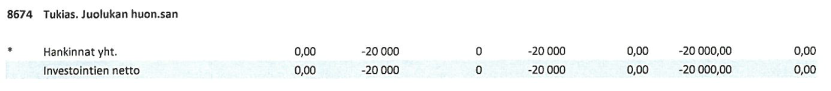 8674 Tukias. Juolukan huon.san
* Hankinnat yht. 0,00 -20 000 0 -20 000 0,00 -20 000,00 0,00
Investointien netto 0,00 -20 000 0 -20 000 0,00 -20 000,00 0,00